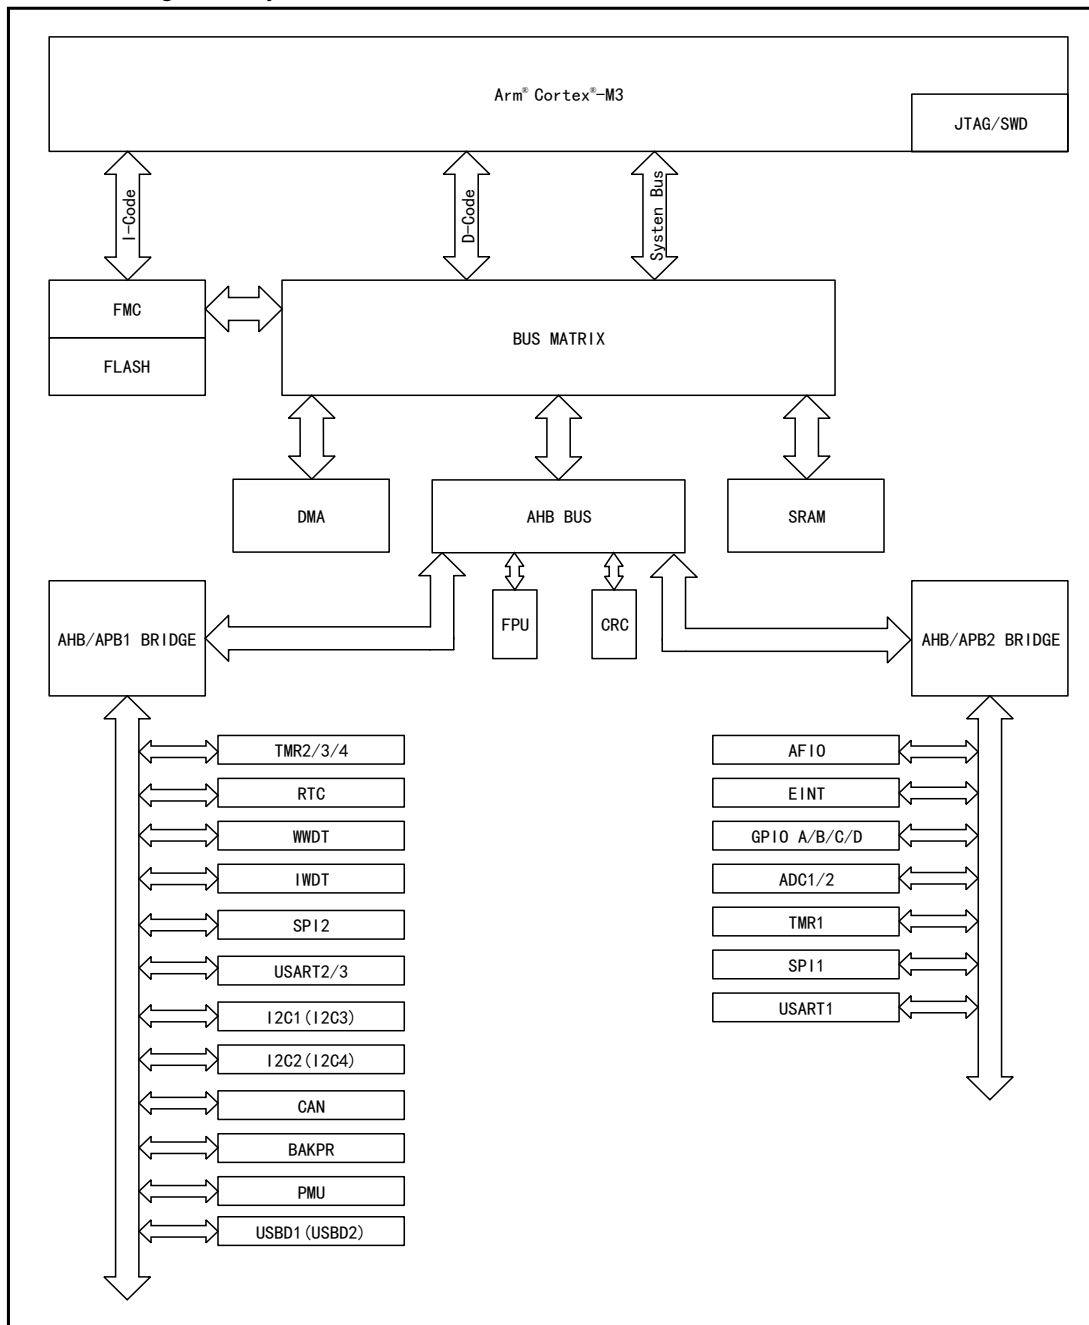 Arm® Cortex®-M3
JTAG/SWD
I-Code
D-Code
Systen Bus
FMC
FLASH
BUS MATRIX
DMA
AHB BUS
SRAM
FPU
CRC
AHB/APB1 BRIDGE
AHB/APB2 BRIDGE
TMR2/3/4
RTC
WWDT
IWDT
SPI2
USART2/3
I2C1(I2C3)
I2C2(I2C4)
CAN
BAKPR
PMU
USBD1(USBD2)
AFIO
EINT
GPIO A/B/C/D
ADC1/2
TMR1
SPI1
USART1